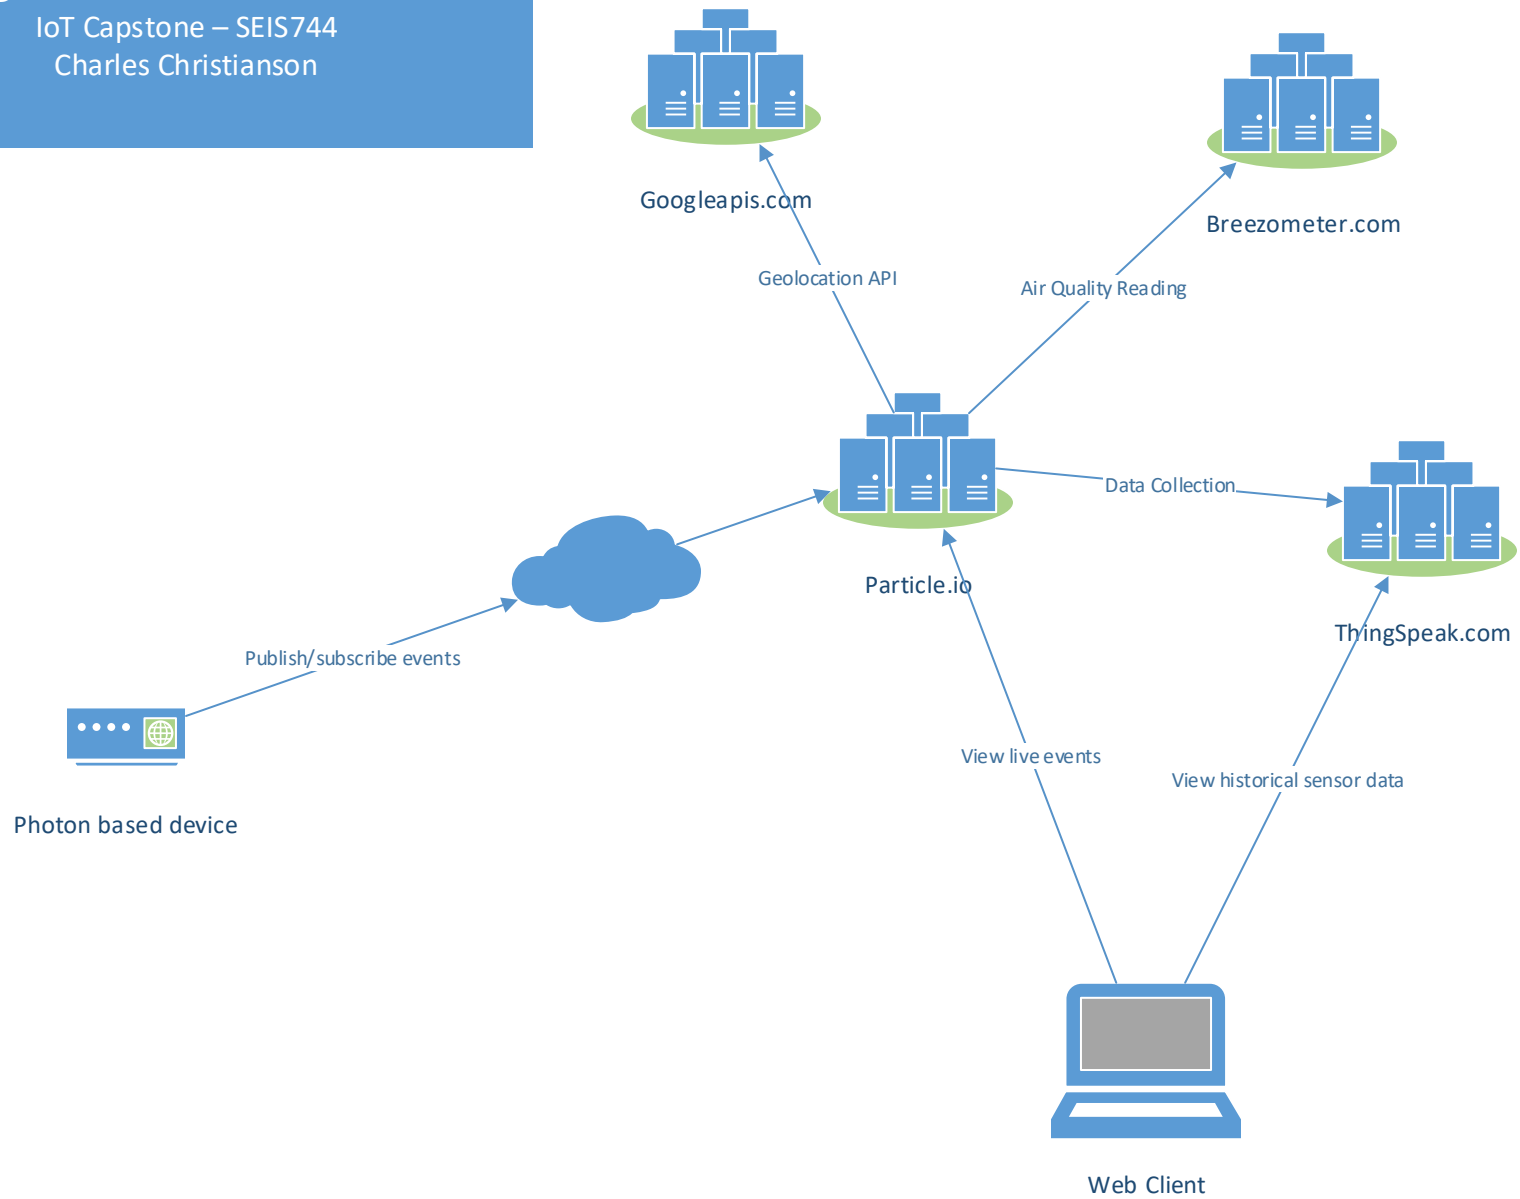 IoT Capstone – SEIS744
Charles Christianson
Googleapis.com
Breezometer.com
Geolocation API
Air Quality Reading
Data Collection
Particle.io
ThingSpeak.com
Publish/subscribe events
View live events
View historical sensor data
Photon based device
Web Client